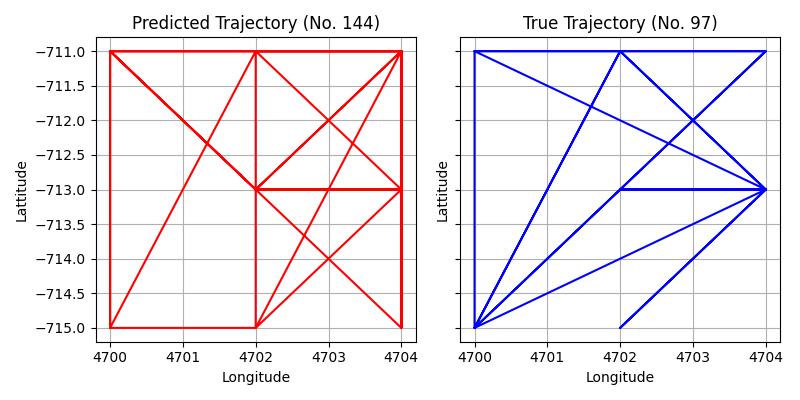 Predicted Trajectory (No. 144)
True Trajectory (No. 97)
−711.0
−711.5
−712.0
−712.5
−713.0
−713.5
−714.0
−714.5
−715.0
Lattitude
Lattitude
4700 4701 4702 4703 4704
4700 4701 4702 4703 4704
Longitude
Longitude